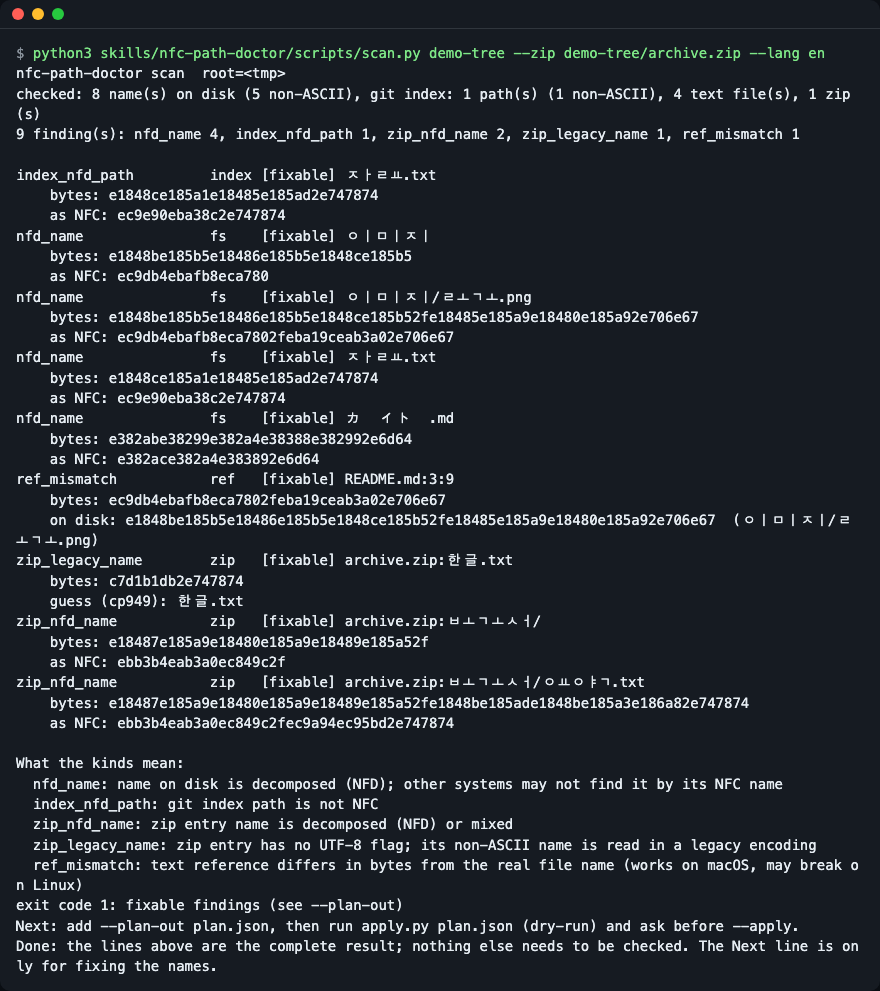 $ python3 skills/nfc-path-doctor/scripts/scan.py demo-tree --zip demo-tree/archive.zip --lang en
nfc-path-doctor scan  root=<tmp>
checked: 8 name(s) on disk (5 non-ASCII), git index: 1 path(s) (1 non-ASCII), 4 text file(s), 1 zip
(s)
9 finding(s): nfd_name 4, index_nfd_path 1, zip_nfd_name 2, zip_legacy_name 1, ref_mismatch 1

index_nfd_path         index [fixable] ㅈㅏㄹㅛ.txt
    bytes: e1848ce185a1e18485e185ad2e747874
    as NFC: ec9e90eba38c2e747874
nfd_name               fs    [fixable] ㅇㅣㅁㅣㅈㅣ
    bytes: e1848be185b5e18486e185b5e1848ce185b5
    as NFC: ec9db4ebafb8eca780
nfd_name               fs    [fixable] ㅇㅣㅁㅣㅈㅣ/ㄹㅗㄱㅗ.png
    bytes: e1848be185b5e18486e185b5e1848ce185b52fe18485e185a9e18480e185a92e706e67
    as NFC: ec9db4ebafb8eca7802feba19ceab3a02e706e67
nfd_name               fs    [fixable] ㅈㅏㄹㅛ.txt
    bytes: e1848ce185a1e18485e185ad2e747874
    as NFC: ec9e90eba38c2e747874
nfd_name               fs    [fixable] カ  イト  .md
    bytes: e382abe38299e382a4e38388e382992e6d64
    as NFC: e382ace382a4e383892e6d64
ref_mismatch           ref   [fixable] README.md:3:9
    bytes: ec9db4ebafb8eca7802feba19ceab3a02e706e67
    on disk: e1848be185b5e18486e185b5e1848ce185b52fe18485e185a9e18480e185a92e706e67  (ㅇㅣㅁㅣㅈㅣ/ㄹ
ㅗㄱㅗ.png)
zip_legacy_name        zip   [fixable] archive.zip:한글.txt
    bytes: c7d1b1db2e747874
    guess (cp949): 한글.txt
zip_nfd_name           zip   [fixable] archive.zip:ㅂㅗㄱㅗㅅㅓ/
    bytes: e18487e185a9e18480e185a9e18489e185a52f
    as NFC: ebb3b4eab3a0ec849c2f
zip_nfd_name           zip   [fixable] archive.zip:ㅂㅗㄱㅗㅅㅓ/ㅇㅛㅇㅑㄱ.txt
    bytes: e18487e185a9e18480e185a9e18489e185a52fe1848be185ade1848be185a3e186a82e747874
    as NFC: ebb3b4eab3a0ec849c2fec9a94ec95bd2e747874

What the kinds mean:
  nfd_name: name on disk is decomposed (NFD); other systems may not find it by its NFC name
  index_nfd_path: git index path is not NFC
  zip_nfd_name: zip entry name is decomposed (NFD) or mixed
  zip_legacy_name: zip entry has no UTF-8 flag; its non-ASCII name is read in a legacy encoding
  ref_mismatch: text reference differs in bytes from the real file name (works on macOS, may break o
n Linux)
exit code 1: fixable findings (see --plan-out)
Next: add --plan-out plan.json, then run apply.py plan.json (dry-run) and ask before --apply.
Done: the lines above are the complete result; nothing else needs to be checked. The Next line is on
ly for fixing the names.